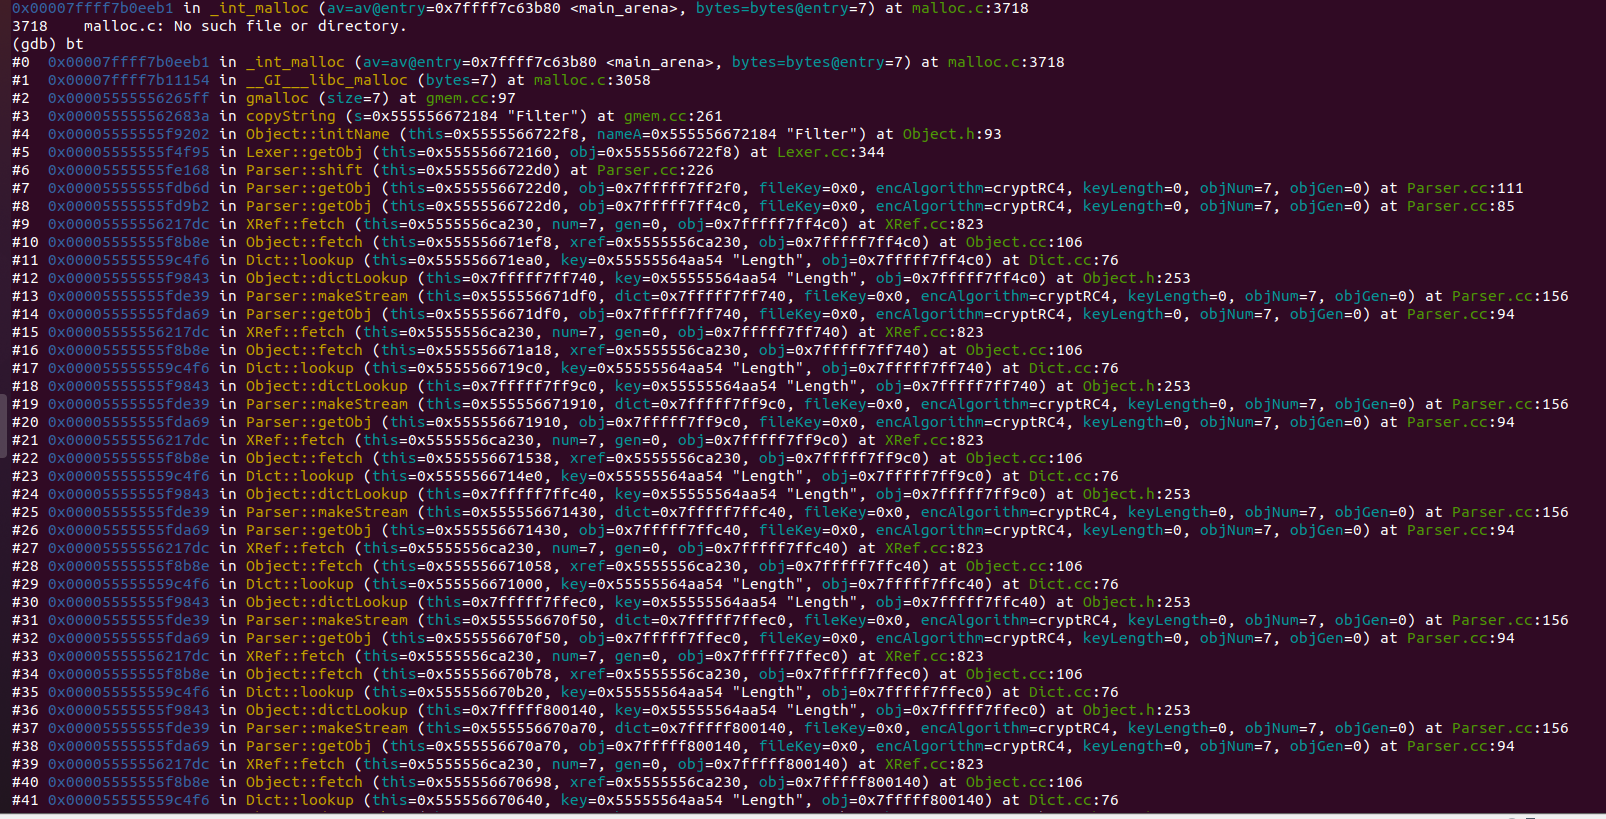 0x00007ffff7b0eeb1 in _int_malloc (av=av@entry=0x7ffff7c63b80 <main_arena>, bytes=bytes@entry=7) at malloc.c:3718
3718    malloc.c: No such file or directory.
(gdb) bt
#0  0x00007ffff7b0eeb1 in _int_malloc (av=av@entry=0x7ffff7c63b80 <main_arena>, bytes=bytes@entry=7) at malloc.c:3718
#1  0x00007ffff7b11154 in __GI___libc_malloc (bytes=7) at malloc.c:3058
#2  0x00005555556265ff in gmalloc (size=7) at gmem.cc:97
#3  0x000055555562683a in copyString (s=0x555556672184 "Filter") at gmem.cc:261
#4  0x00005555555f9202 in Object::initName (this=0x5555566722f8, nameA=0x555556672184 "Filter") at Object.h:93
#5  0x00005555555f4f95 in Lexer::getObj (this=0x555556672160, obj=0x5555566722f8) at Lexer.cc:344
#6  0x00005555555fe168 in Parser::shift (this=0x5555566722d0) at Parser.cc:226
#7  0x00005555555fdb6d in Parser::getObj (this=0x5555566722d0, obj=0x7fffff7ff2f0, fileKey=0x0, encAlgorithm=cryptRC4, keyLength=0, objNum=7, objGen=0) at Parser.cc:111
#8  0x00005555555fd9b2 in Parser::getObj (this=0x5555566722d0, obj=0x7fffff7ff4c0, fileKey=0x0, encAlgorithm=cryptRC4, keyLength=0, objNum=7, objGen=0) at Parser.cc:85
#9  0x00005555556217dc in XRef::fetch (this=0x5555556ca230, num=7, gen=0, obj=0x7fffff7ff4c0) at XRef.cc:823
#10 0x00005555555f8b8e in Object::fetch (this=0x555556671ef8, xref=0x5555556ca230, obj=0x7fffff7ff4c0) at Object.cc:106
#11 0x000055555559c4f6 in Dict::lookup (this=0x555556671ea0, key=0x55555564aa54 "Length", obj=0x7fffff7ff4c0) at Dict.cc:76
#12 0x00005555555f9843 in Object::dictLookup (this=0x7fffff7ff740, key=0x55555564aa54 "Length", obj=0x7fffff7ff4c0) at Object.h:253
#13 0x00005555555fde39 in Parser::makeStream (this=0x555556671df0, dict=0x7fffff7ff740, fileKey=0x0, encAlgorithm=cryptRC4, keyLength=0, objNum=7, objGen=0) at Parser.cc:156
#14 0x00005555555fda69 in Parser::getObj (this=0x555556671df0, obj=0x7fffff7ff740, fileKey=0x0, encAlgorithm=cryptRC4, keyLength=0, objNum=7, objGen=0) at Parser.cc:94
#15 0x00005555556217dc in XRef::fetch (this=0x5555556ca230, num=7, gen=0, obj=0x7fffff7ff740) at XRef.cc:823
#16 0x00005555555f8b8e in Object::fetch (this=0x555556671a18, xref=0x5555556ca230, obj=0x7fffff7ff740) at Object.cc:106
#17 0x000055555559c4f6 in Dict::lookup (this=0x5555566719c0, key=0x55555564aa54 "Length", obj=0x7fffff7ff740) at Dict.cc:76
#18 0x00005555555f9843 in Object::dictLookup (this=0x7fffff7ff9c0, key=0x55555564aa54 "Length", obj=0x7fffff7ff740) at Object.h:253
#19 0x00005555555fde39 in Parser::makeStream (this=0x555556671910, dict=0x7fffff7ff9c0, fileKey=0x0, encAlgorithm=cryptRC4, keyLength=0, objNum=7, objGen=0) at Parser.cc:156
#20 0x00005555555fda69 in Parser::getObj (this=0x555556671910, obj=0x7fffff7ff9c0, fileKey=0x0, encAlgorithm=cryptRC4, keyLength=0, objNum=7, objGen=0) at Parser.cc:94
#21 0x00005555556217dc in XRef::fetch (this=0x5555556ca230, num=7, gen=0, obj=0x7fffff7ff9c0) at XRef.cc:823
#22 0x00005555555f8b8e in Object::fetch (this=0x555556671538, xref=0x5555556ca230, obj=0x7fffff7ff9c0) at Object.cc:106
#23 0x000055555559c4f6 in Dict::lookup (this=0x5555566714e0, key=0x55555564aa54 "Length", obj=0x7fffff7ff9c0) at Dict.cc:76
#24 0x00005555555f9843 in Object::dictLookup (this=0x7fffff7ffc40, key=0x55555564aa54 "Length", obj=0x7fffff7ff9c0) at Object.h:253
#25 0x00005555555fde39 in Parser::makeStream (this=0x555556671430, dict=0x7fffff7ffc40, fileKey=0x0, encAlgorithm=cryptRC4, keyLength=0, objNum=7, objGen=0) at Parser.cc:156
#26 0x00005555555fda69 in Parser::getObj (this=0x555556671430, obj=0x7fffff7ffc40, fileKey=0x0, encAlgorithm=cryptRC4, keyLength=0, objNum=7, objGen=0) at Parser.cc:94
#27 0x00005555556217dc in XRef::fetch (this=0x5555556ca230, num=7, gen=0, obj=0x7fffff7ffc40) at XRef.cc:823
#28 0x00005555555f8b8e in Object::fetch (this=0x555556671058, xref=0x5555556ca230, obj=0x7fffff7ffc40) at Object.cc:106
#29 0x000055555559c4f6 in Dict::lookup (this=0x555556671000, key=0x55555564aa54 "Length", obj=0x7fffff7ffc40) at Dict.cc:76
#30 0x00005555555f9843 in Object::dictLookup (this=0x7fffff7ffec0, key=0x55555564aa54 "Length", obj=0x7fffff7ffc40) at Object.h:253
#31 0x00005555555fde39 in Parser::makeStream (this=0x555556670f50, dict=0x7fffff7ffec0, fileKey=0x0, encAlgorithm=cryptRC4, keyLength=0, objNum=7, objGen=0) at Parser.cc:156
#32 0x00005555555fda69 in Parser::getObj (this=0x555556670f50, obj=0x7fffff7ffec0, fileKey=0x0, encAlgorithm=cryptRC4, keyLength=0, objNum=7, objGen=0) at Parser.cc:94
#33 0x00005555556217dc in XRef::fetch (this=0x5555556ca230, num=7, gen=0, obj=0x7fffff7ffec0) at XRef.cc:823
#34 0x00005555555f8b8e in Object::fetch (this=0x555556670b78, xref=0x5555556ca230, obj=0x7fffff7ffec0) at Object.cc:106
#35 0x000055555559c4f6 in Dict::lookup (this=0x555556670b20, key=0x55555564aa54 "Length", obj=0x7fffff7ffec0) at Dict.cc:76
#36 0x00005555555f9843 in Object::dictLookup (this=0x7fffff800140, key=0x55555564aa54 "Length", obj=0x7fffff7ffec0) at Object.h:253
#37 0x00005555555fde39 in Parser::makeStream (this=0x555556670a70, dict=0x7fffff800140, fileKey=0x0, encAlgorithm=cryptRC4, keyLength=0, objNum=7, objGen=0) at Parser.cc:156
#38 0x00005555555fda69 in Parser::getObj (this=0x555556670a70, obj=0x7fffff800140, fileKey=0x0, encAlgorithm=cryptRC4, keyLength=0, objNum=7, objGen=0) at Parser.cc:94
#39 0x00005555556217dc in XRef::fetch (this=0x5555556ca230, num=7, gen=0, obj=0x7fffff800140) at XRef.cc:823
#40 0x00005555555f8b8e in Object::fetch (this=0x555556670698, xref=0x5555556ca230, obj=0x7fffff800140) at Object.cc:106
#41 0x000055555559c4f6 in Dict::lookup (this=0x555556670640, key=0x55555564aa54 "Length", obj=0x7fffff800140) at Dict.cc:76